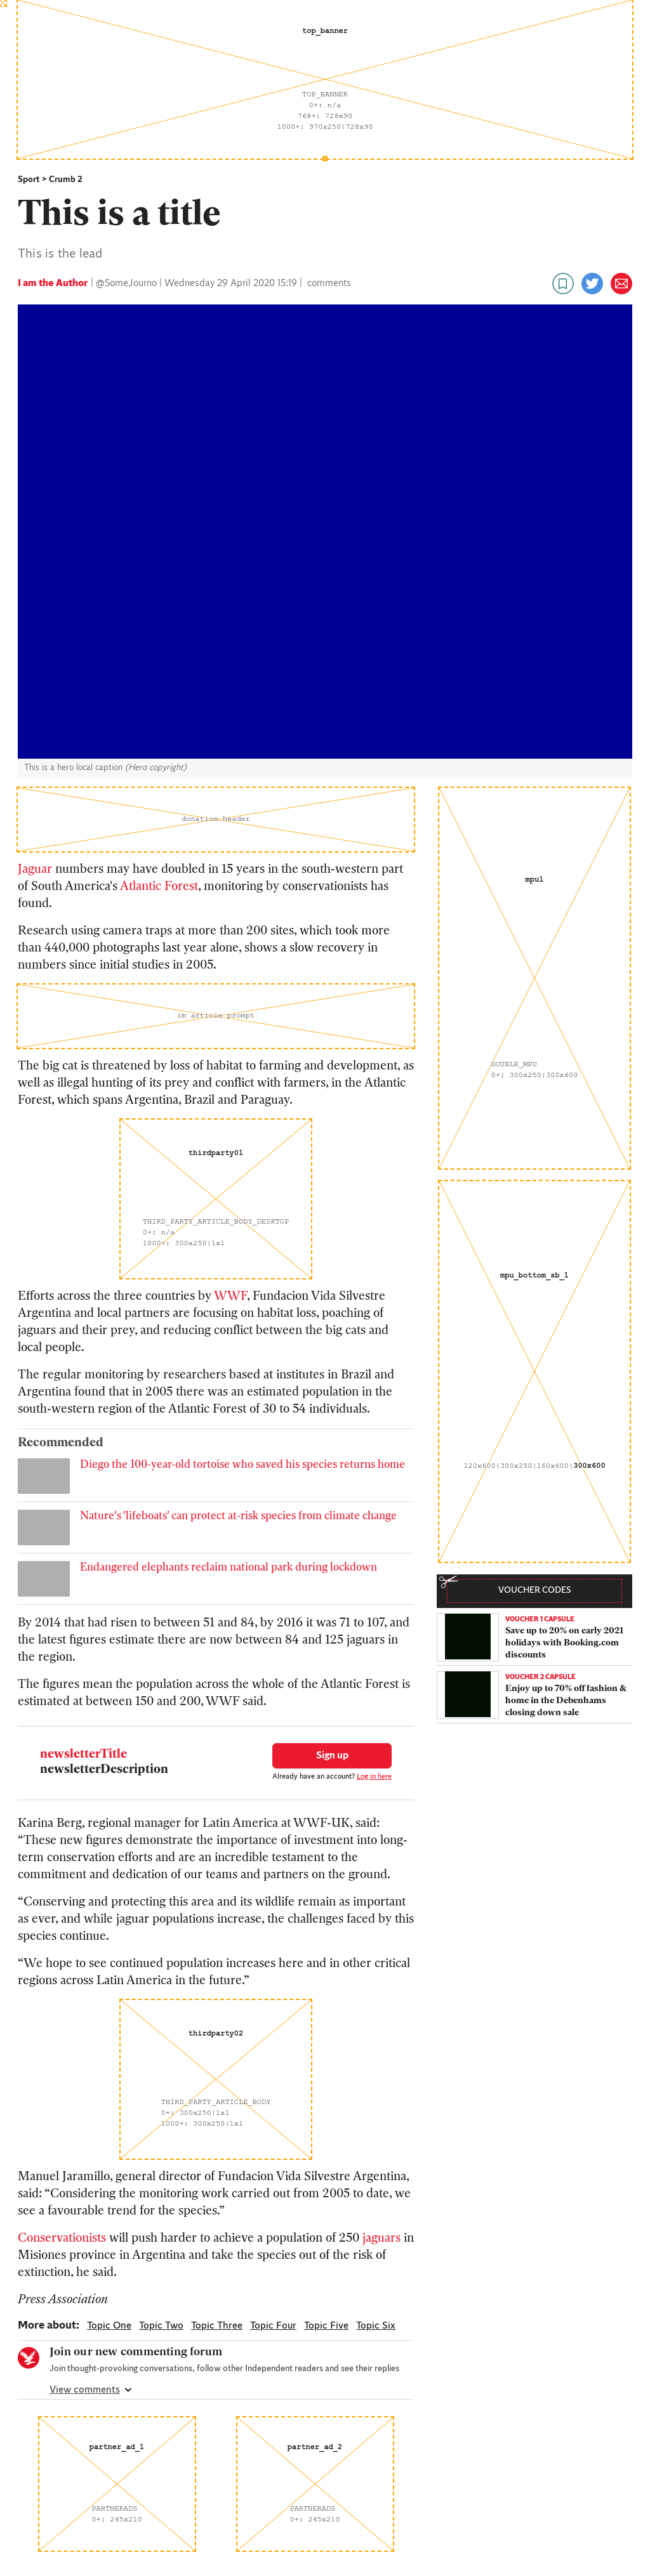 top_banner
TOP_BANNER
0+: n/a
768+: 728x90
1000+: 970x250|728x90
Sport > Crumb 2
This is a title
This is the lead
I am the Author | @SomeJourno | Wednesday 29 April 2020 15:19 | comments
This is a hero local caption (Hero copyright)
donation header
Jaguar numbers may have doubled in 15 years in the south-western part
of South America's Atlantic Forest, monitoring by conservationists has
found.
Research using camera traps at more than 200 sites, which took more
than 440,000 photographs last year alone, shows a slow recovery in
numbers since initial studies in 2005.
im article prompt
The big cat is threatened by loss of habitat to farming and development, as
well as illegal hunting of its prey and conflict with farmers, in the Atlantic
Forest, which spans Argentina, Brazil and Paraguay.
thirdparty01
THIRD_PARTY_ARTICLE_BODY_DESKTOP
0+: n/a
1000+: 300x250|1x1
Efforts across the three countries by WWF, Fundacion Vida Silvestre
Argentina and local partners are focusing on habitat loss, poaching of
jaguars and their prey, and reducing conflict between the big cats and
local people.
The regular monitoring by researchers based at institutes in Brazil and
Argentina found that in 2005 there was an estimated population in the
south-western region of the Atlantic Forest of 30 to 54 individuals.
Recommended
Diego the 100-year-old tortoise who saved his species returns home
Nature's 'lifeboats' can protect at-risk species from climate change
Endangered elephants reclaim national park during lockdown
By 2014 that had risen to between 51 and 84, by 2016 it was 71 to 107, and
the latest figures estimate there are now between 84 and 125 jaguars in
the region.
The figures mean the population across the whole of the Atlantic Forest is
estimated at between 150 and 200, WWF said.
newsletterTitle
newsletterDescription
Sign up
Already have an account? Log in here
Karina Berg, regional manager for Latin America at WWF-UK, said:
“These new figures demonstrate the importance of investment into long-
term conservation efforts and are an incredible testament to the
commitment and dedication of our teams and partners on the ground.
“Conserving and protecting this area and its wildlife remain as important
as ever, and while jaguar populations increase, the challenges faced by this
species continue.
“We hope to see continued population increases here and in other critical
regions across Latin America in the future.”
thirdparty02
THIRD_PARTY_ARTICLE_BODY
0+: 300x250|1x1
1000+: 300x250|1x1
Manuel Jaramillo, general director of Fundacion Vida Silvestre Argentina,
said: “Considering the monitoring work carried out from 2005 to date, we
see a favourable trend for the species.”
Conservationists will push harder to achieve a population of 250 jaguars in
Misiones province in Argentina and take the species out of the risk of
extinction, he said.
Press Association
More about: Topic One Topic Two Topic Three Topic Four Topic Five Topic Six
Join our new commenting forum
Join thought-provoking conversations, follow other Independent readers and see their replies
View comments
partner_ad_1
PARTNERADS
0+: 245x210
partner_ad_2
PARTNERADS
0+: 245x210
mpu1
DOUBLE_MPU
0+: 300x250|300x600
mpu_bottom_sb_1
120x600|300x250|160x600|300x600
VOUCHER CODES
VOUCHER 1 CAPSULE
Save up to 20% on early 2021
holidays with Booking.com
discounts
VOUCHER 2 CAPSULE
Enjoy up to 70% off fashion &
home in the Debenhams
closing down sale